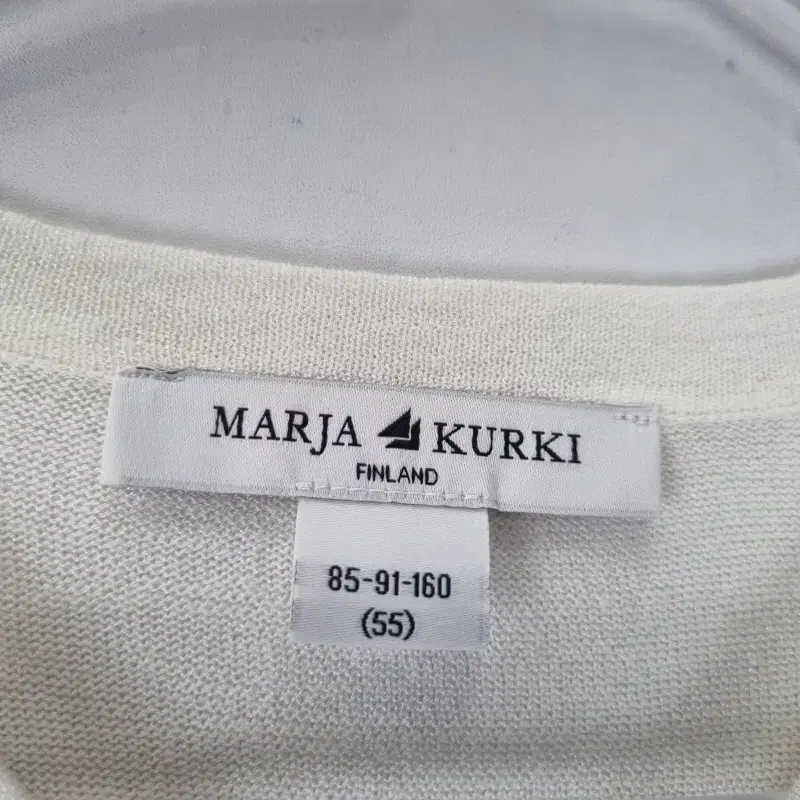 MARJA KURKI
FINLAND
85-91-160
(55)